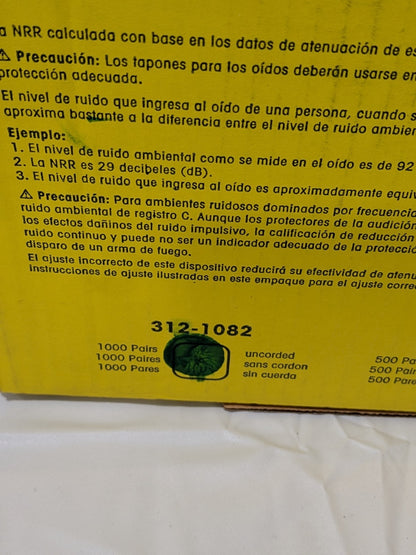 a NRR calculada con base en los datos de atenuación de es
⚠ Precaución: Los tapones para los oídos deberán usarse en
protección adecuada.
El nivel de ruido que ingresa al oído de una persona, cuando s
aproxima bastante a la diferencia entre el nivel de ruido ambien
Ejemplo:
1. El nivel de ruido ambiental como se mide en el oído es de 92
2. La NRR es 29 decibeles (dB).
3. El nivel de ruido que ingresa al oído es aproximadamente equiv
⚠ Precaución: Para ambientes ruidosos dominados por frecuencia
ruido ambiental de registro C. Aunque los protectores de la audición
los efectos dañinos del ruido impulsivo, la calificación de reducción
ruido continuo y puede no ser un indicador adecuado de la protecció
disparo de un arma de fuego.
El ajuste incorrecto de este dispositivo reducirá su efectividad de atenu
instrucciones de ajuste ilustradas en este empaque para el ajuste corre
312-1082
1000 Pairs
1000 Paires
1000 Pares
uncorded
sans cordon
sin cuerda
500 Pa
500 Pair
500 Pare